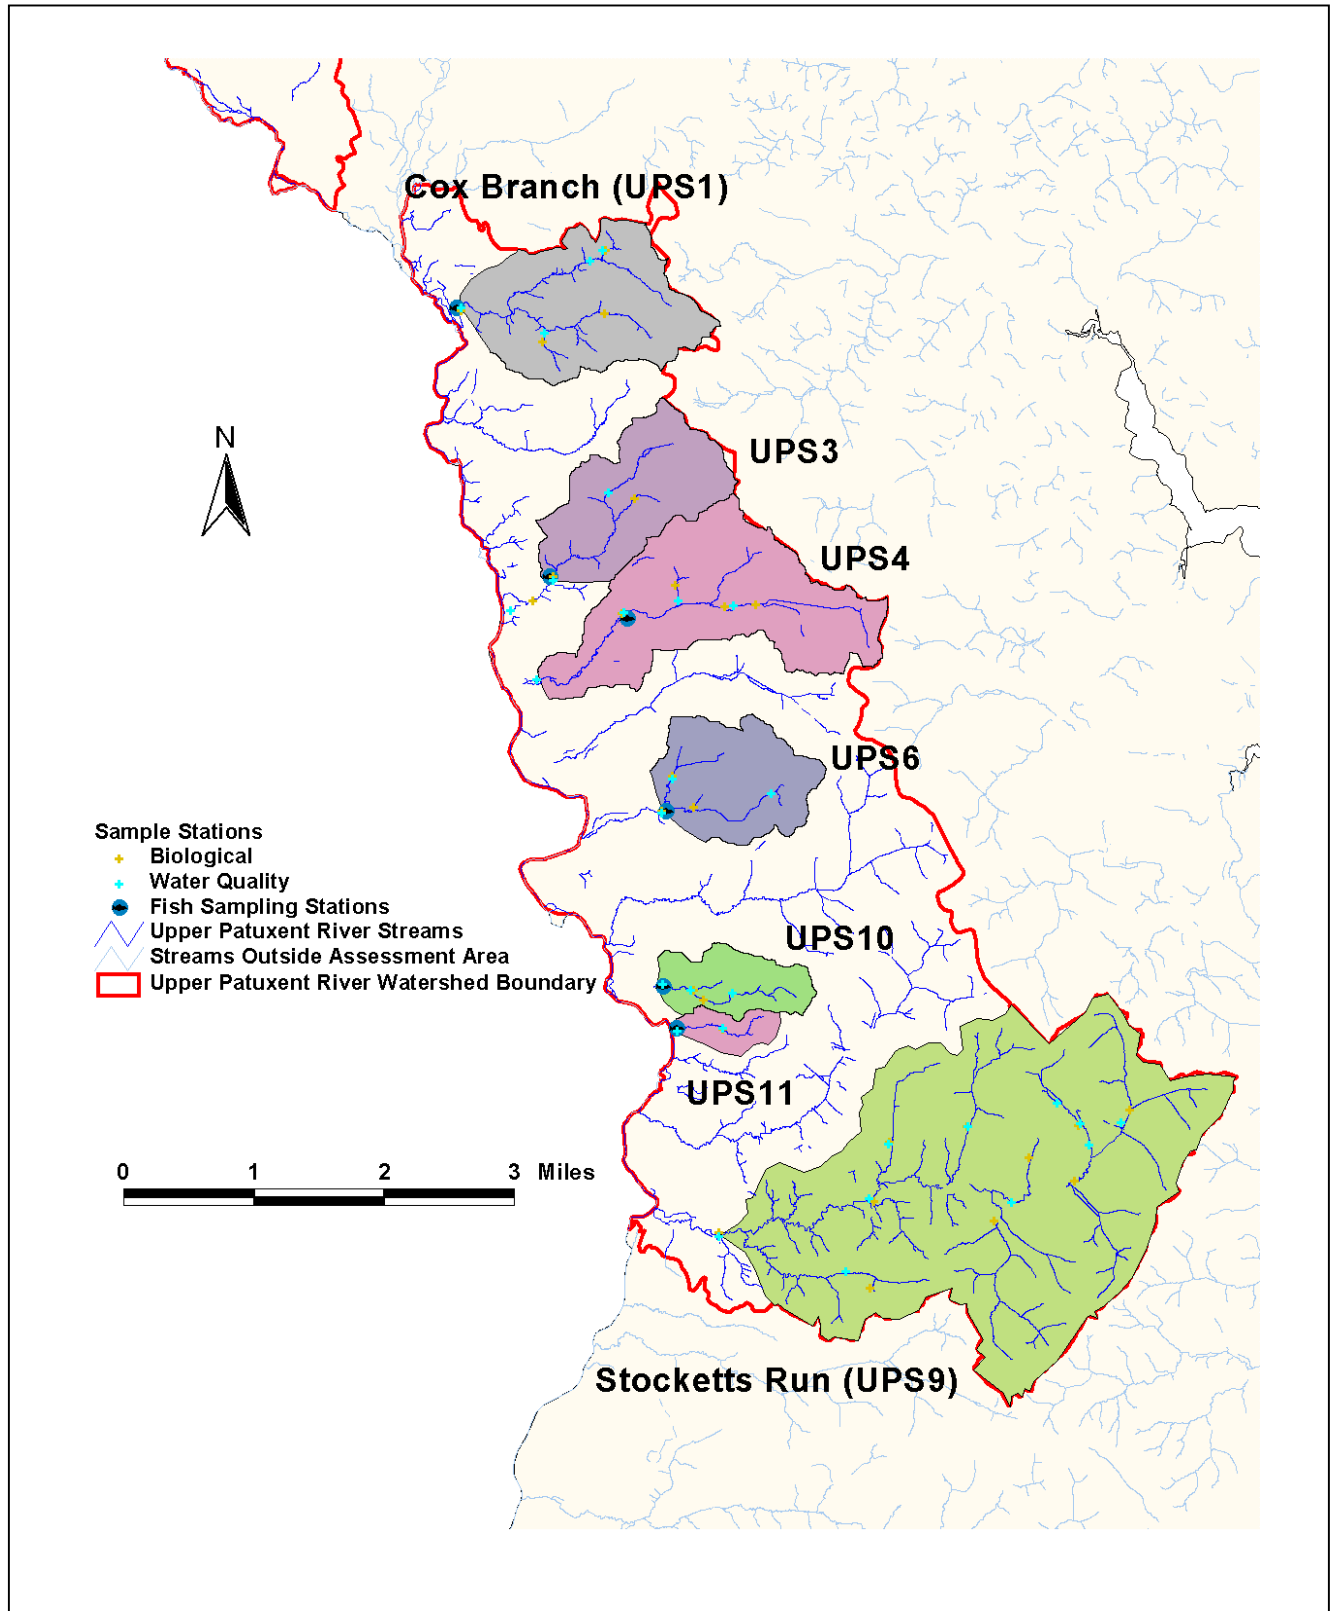 Cox Branch (UPS1)
N
UPS3
UPS4
UPS6
Sample Stations
Biological
Water Quality
Fish Sampling Stations
Upper Patuxent River Streams
Streams Outside Assessment Area
Upper Patuxent River Watershed Boundary
UPS10
UPS11
0 1 2 3 Miles
Stocketts Run (UPS9)